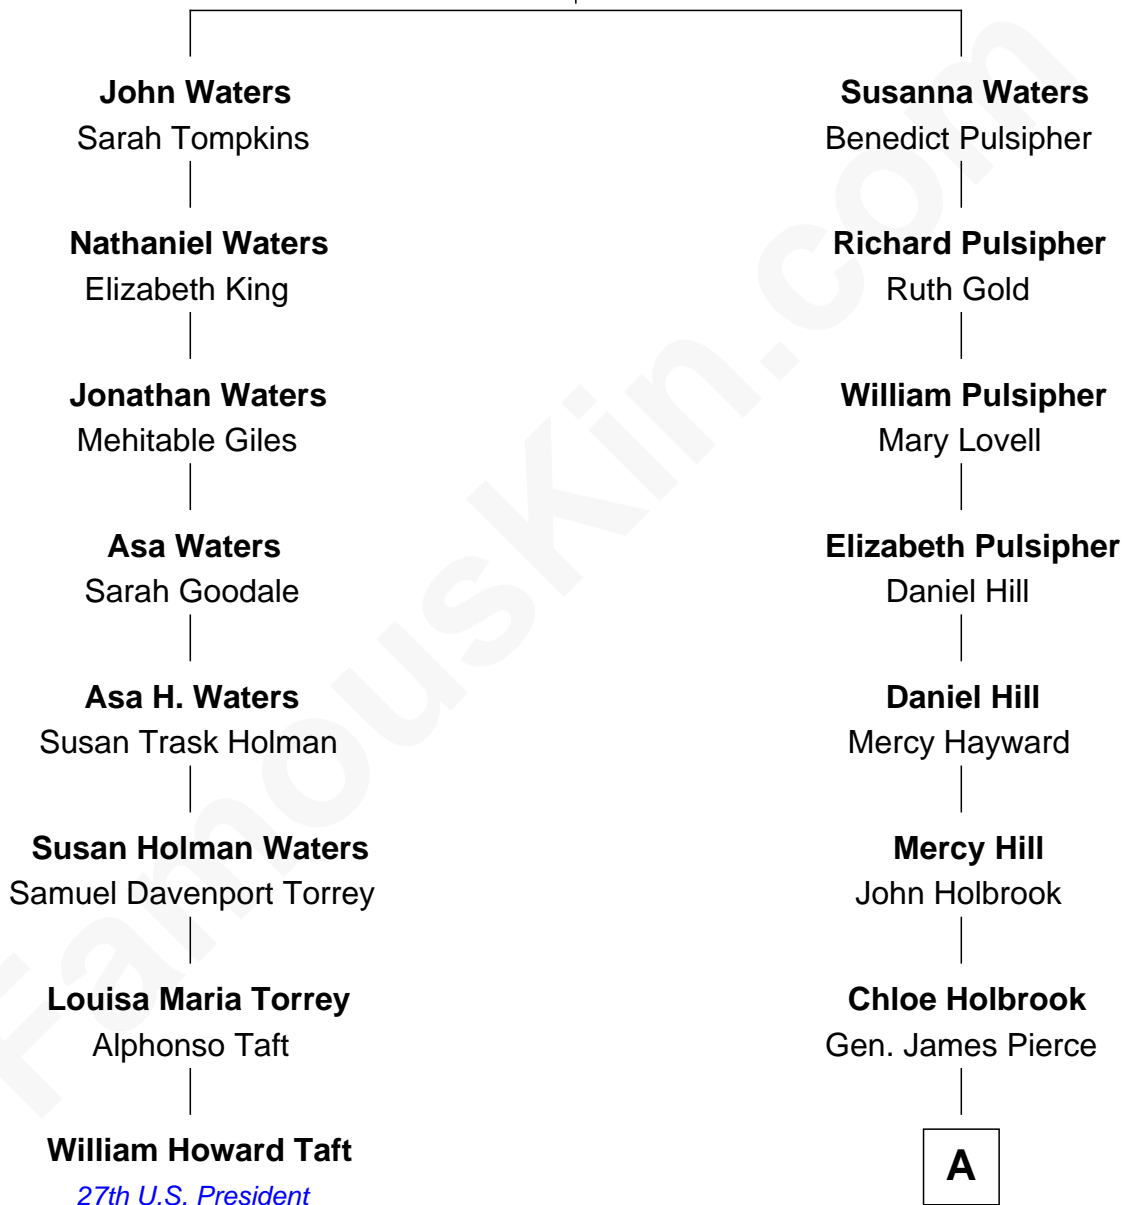 John Waters
Sarah Tompkins
Nathaniel Waters
Elizabeth King
Jonathan Waters
Mehitable Giles
Asa Waters
Sarah Goodale
Asa H. Waters
Susan Trask Holman
Susan Holman Waters
Samuel Davenport Torrey
Louisa Maria Torrey
Alphonso Taft
William Howard Taft
27th U.S. President
Susanna Waters
Benedict Pulsipher
Richard Pulsipher
Ruth Gold
William Pulsipher
Mary Lovell
Elizabeth Pulsipher
Daniel Hill
Daniel Hill
Mercy Hayward
Mercy Hill
John Holbrook
Chloe Holbrook
Gen. James Pierce
A
FamousKin.com